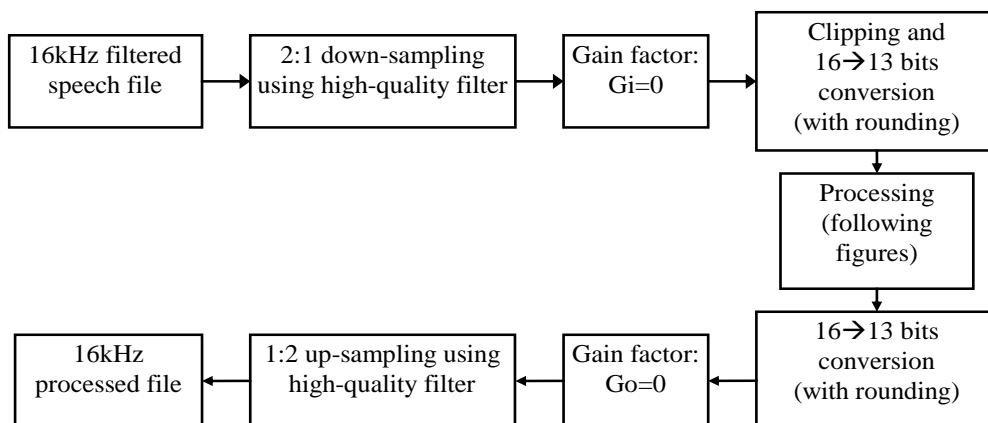 16kHz filtered
speech file
2:1 down-sampling
using high-quality filter
Gain factor:
Gi=0
Clipping and
16→13 bits
conversion
(with rounding)
Processing
(following
figures)
16→13 bits
conversion
(with rounding)
Gain factor:
Go=0
1:2 up-sampling using
high-quality filter
16kHz
processed file